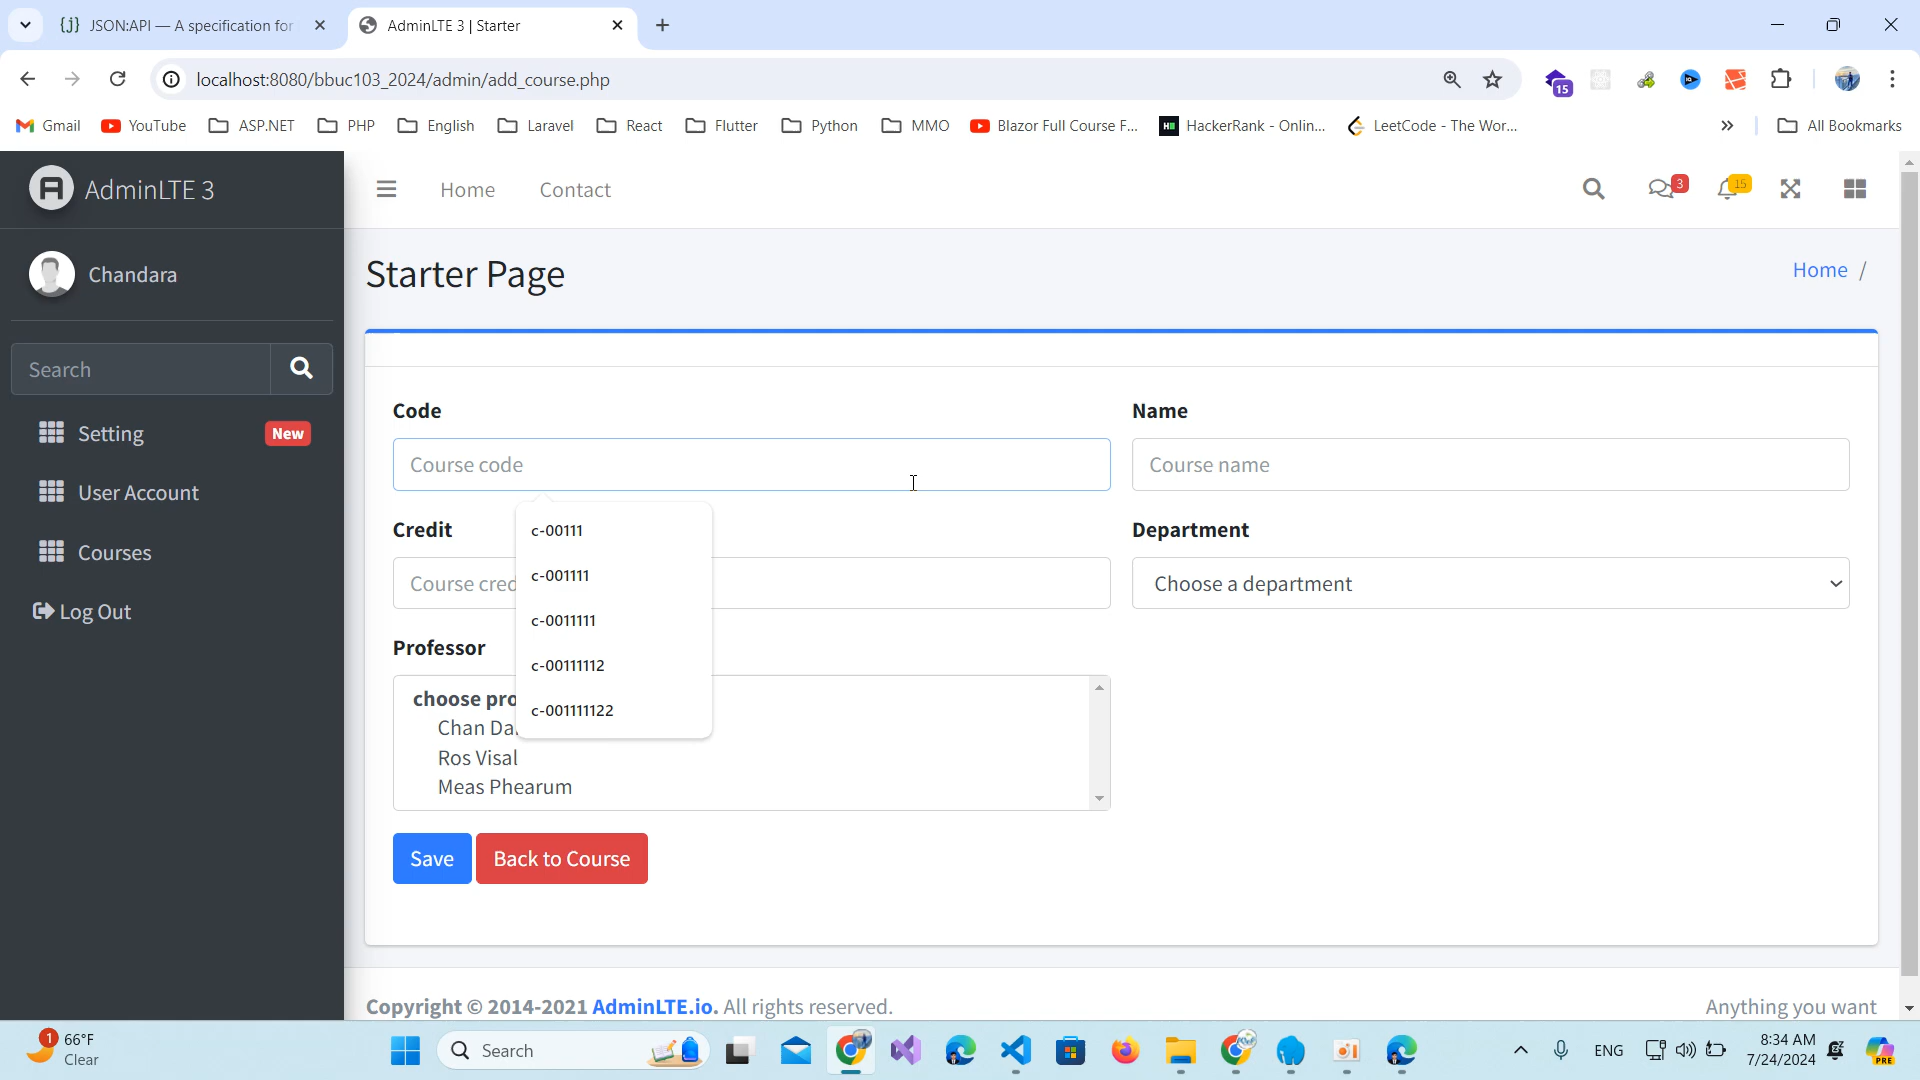 JSON:API — A specification for
AdminLTE 3 | Starter
localhost:8080/bbuc103_2024/admin/add_course.php
15
Gmail
YouTube
ASP.NET
PHP
English
Laravel
React
Flutter
Python
MMO
Blazor Full Course F...
HackerRank - Onlin...
LeetCode - The Wor...
All Bookmarks
AdminLTE 3
Home
Contact
3
15
Chandara
Starter Page
Home /
Search
Setting
New
User Account
Courses
Log Out
Code
Name
Course code
Course name
c-00111
c-001111
c-0011111
c-00111112
c-001111122
Credit
Department
Course cred
Choose a department
Professor
choose pro
Chan Da
Ros Visal
Meas Phearum
Save
Back to Course
Copyright © 2014-2021 AdminLTE.io. All rights reserved.
Anything you want
1
66°F
Clear
Search
ENG
8:34 AM
7/24/2024
PRE